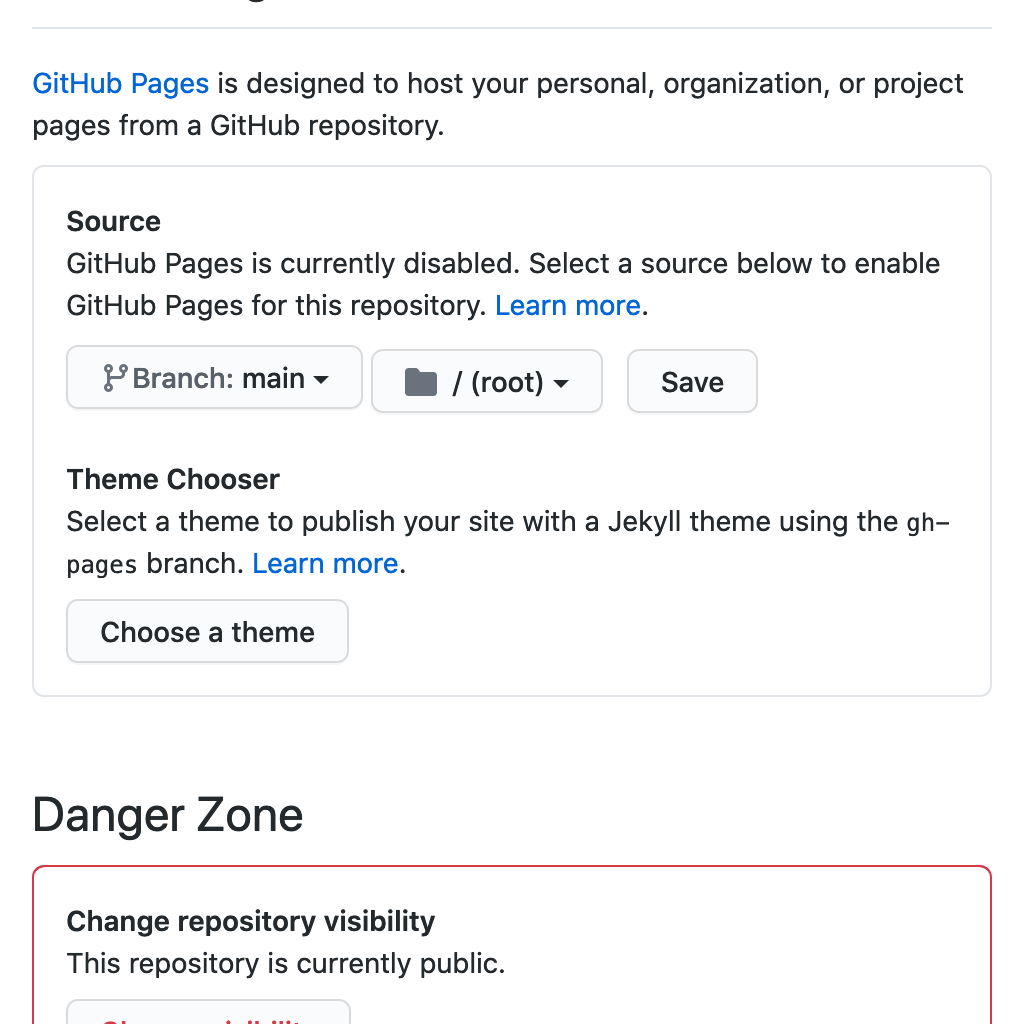 GitHub Pages is designed to host your personal, organization, or project
pages from a GitHub repository.
Source
GitHub Pages is currently disabled. Select a source below to enable
GitHub Pages for this repository. Learn more.
Branch: main
/ (root)
Save
Theme Chooser
Select a theme to publish your site with a Jekyll theme using the gh-
pages branch. Learn more.
Choose a theme
Danger Zone
Change repository visibility
This repository is currently public.